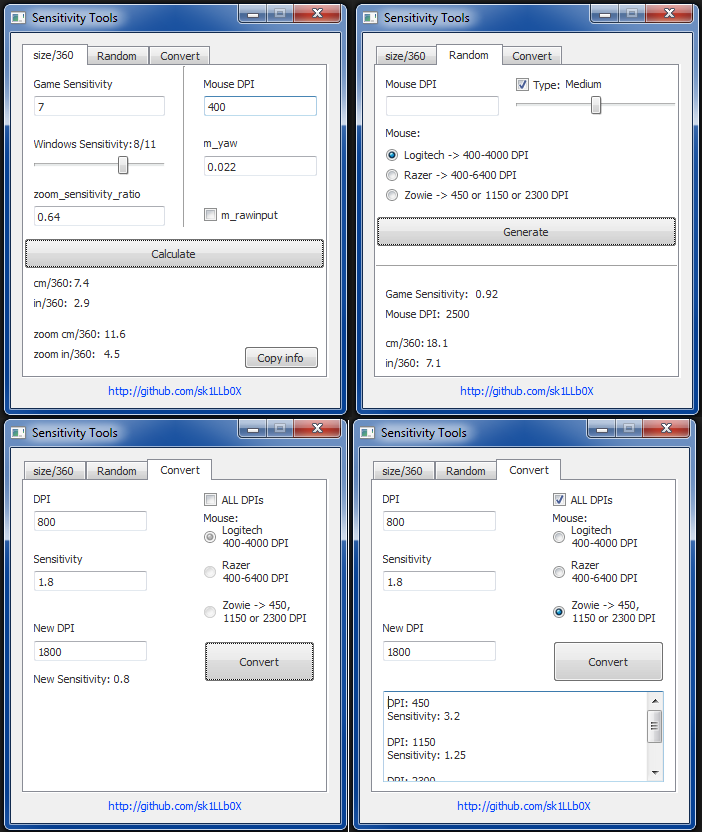 Sensitivity Tools
size/360 Random Convert
Game Sensitivity
7
Mouse DPI
400
Windows Sensitivity:8/11
m_yaw
0.022
zoom_sensitivity_ratio
0.64
m_rawinput
Calculate
cm/360:7.4
in/360: 2.9
zoom cm/360: 11.6
zoom in/360: 4.5
Copy info
http://github.com/sk1LLb0X
Sensitivity Tools
size/360 Random Convert
Mouse DPI
Type: Medium
Mouse:
Logitech -> 400-4000 DPI
Razer -> 400-6400 DPI
Zowie -> 450 or 1150 or 2300 DPI
Generate
Game Sensitivity: 0.92
Mouse DPI: 2500
cm/360:18.1
in/360: 7.1
http://github.com/sk1LLb0X
Sensitivity Tools
size/360 Random Convert
DPI
800
Sensitivity
1.8
New DPI
1800
New Sensitivity: 0.8
ALL DPIs
Mouse:
Logitech
400-4000 DPI
Razer
400-6400 DPI
Zowie -> 450,
1150 or 2300 DPI
Convert
http://github.com/sk1LLb0X
Sensitivity Tools
size/360 Random Convert
DPI
800
Sensitivity
1.8
New DPI
1800
ALL DPIs
Mouse:
Logitech
400-4000 DPI
Razer
400-6400 DPI
Zowie -> 450,
1150 or 2300 DPI
Convert
DPI: 450
Sensitivity: 3.2
DPI: 1150
Sensitivity: 1.25
DPI: 2300
http://github.com/sk1LLb0X